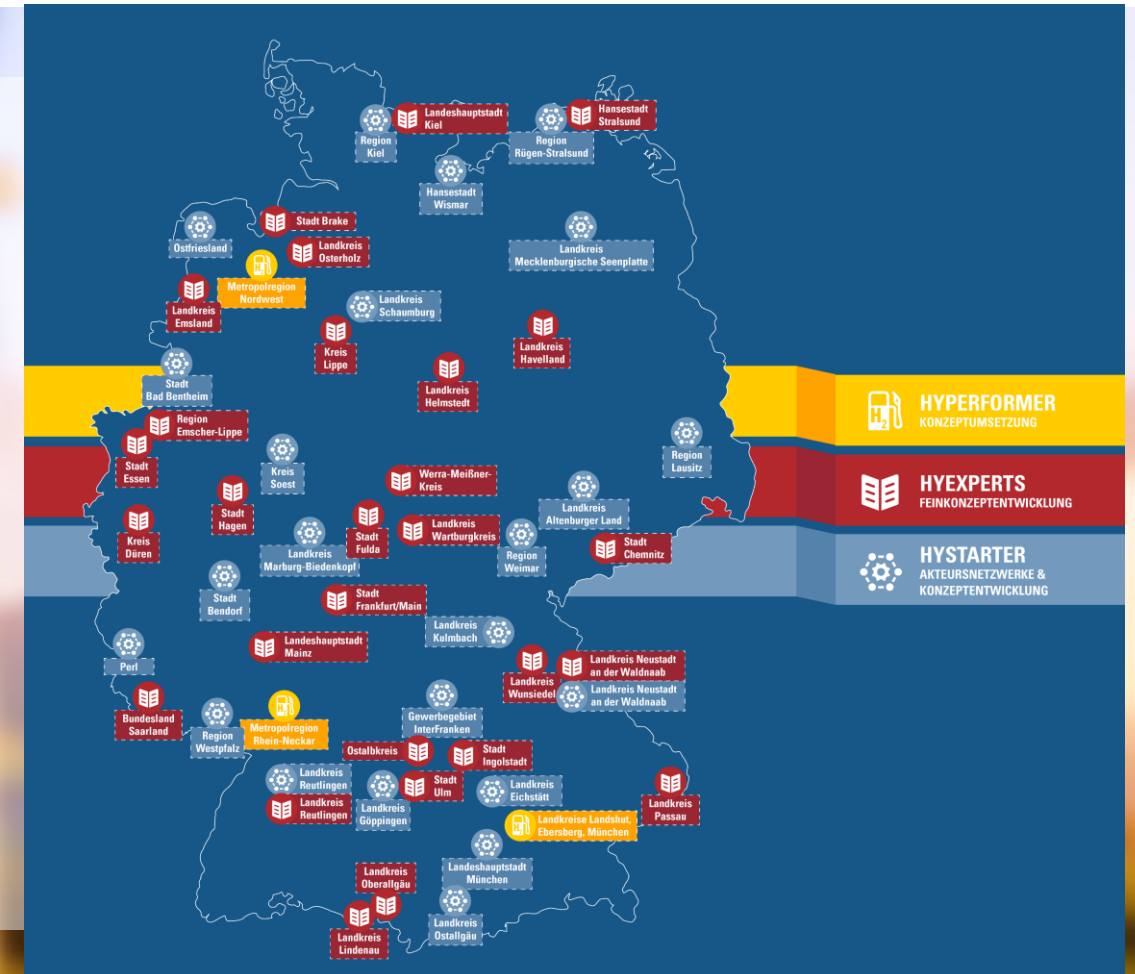 Landeshauptstadt
Kiel
Hansestadt
Stralsund
Region
Kiel
Region
Rügen-Stralsund
Hansestadt
Wismar
Stadt Brake
Ostfriesland
Landkreis
Osterholz
Landkreis
Mecklenburgische Seenplatte
Metropolregion
Nordwest
Landkreis
Emsland
Landkreis
Schaumburg
Kreis
Lippe
Landkreis
Havelland
Stadt
Bad Bentheim
Landkreis
Helmstedt
H2
HYPERFORMER
KONZEPTUMSETZUNG
Region
Emscher-Lippe
Stadt
Essen
Region
Lausitz
Kreis
Soest
Werra-Meißner-
Kreis
HYEXPERTS
FEINKONZEPTENTWICKLUNG
Stadt
Hagen
Landkreis
Altenburger Land
Kreis
Düren
Stadt
Fulda
Landkreis
Wartburgkreis
Region
Weimar
Stadt
Chemnitz
Landkreis
Marburg-Biedenkopf
HYSTARTER
AKTEURSNETZWERKE &
KONZEPTENTWICKLUNG
Stadt
Bendorf
Stadt
Frankfurt/Main
Landkreis
Kulmbach
Landeshauptstadt
Mainz
Perl
Landkreis
Wunsiedel
Landkreis Neustadt
an der Waldnaab
Landkreis Neustadt
an der Waldnaab
Bundesland
Saarland
Region
Westpfalz
Metropolregion
Rhein-Neckar
Gewerbegebiet
InterFranken
Ostalbkreis
Stadt
Ingolstadt
Landkreis
Reutlingen
Landkreis
Reutlingen
Landkreis
Göppingen
Stadt
Ulm
Landkreis
Eichstätt
Landkreis
Passau
Landkreise Landshut,
Ebersberg, München
Landeshauptstadt
München
Landkreis
Oberallgäu
Landkreis
Ostallgäu
Landkreis
Lindenau